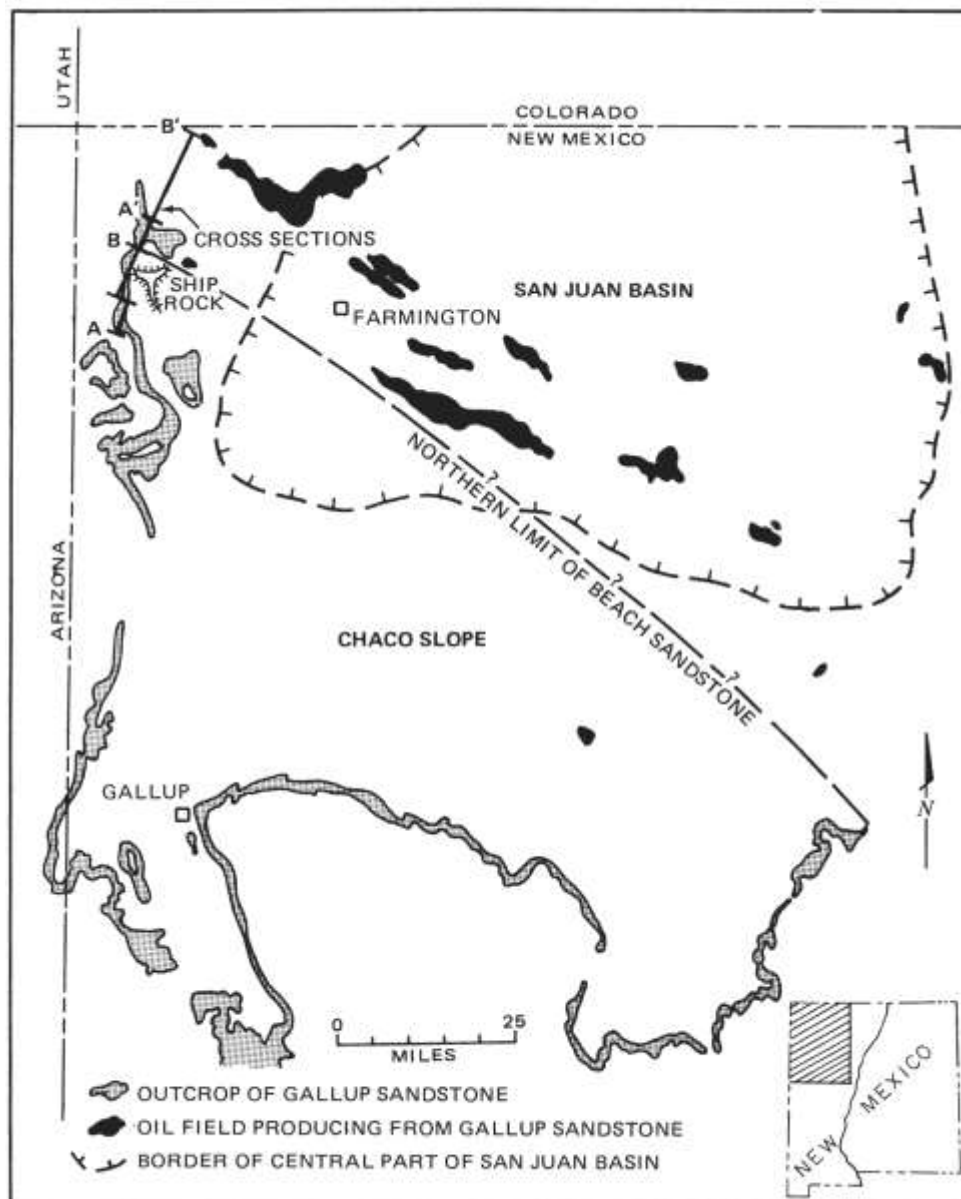 UTAH
COLORADO
NEW MEXICO
B'
A'
B
CROSS SECTIONS
SHIP
ROCK
A
SAN JUAN BASIN
FARMINGTON
?
NORTHERN LIMIT OF BEACH SANDSTONE
?
?
ARIZONA
CHACO SLOPE
GALLUP
N
0 25
MILES
NEW MEXICO
OUTCROP OF GALLUP SANDSTONE
OIL FIELD PRODUCING FROM GALLUP SANDSTONE
BORDER OF CENTRAL PART OF SAN JUAN BASIN